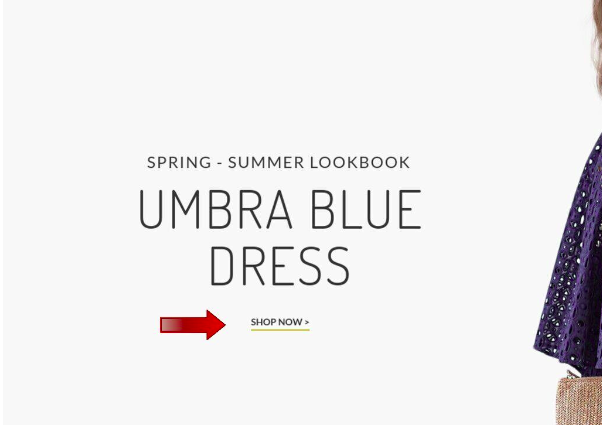 SPRING - SUMMER LOOKBOOK
UMBRA BLUE
DRESS
SHOP NOW >